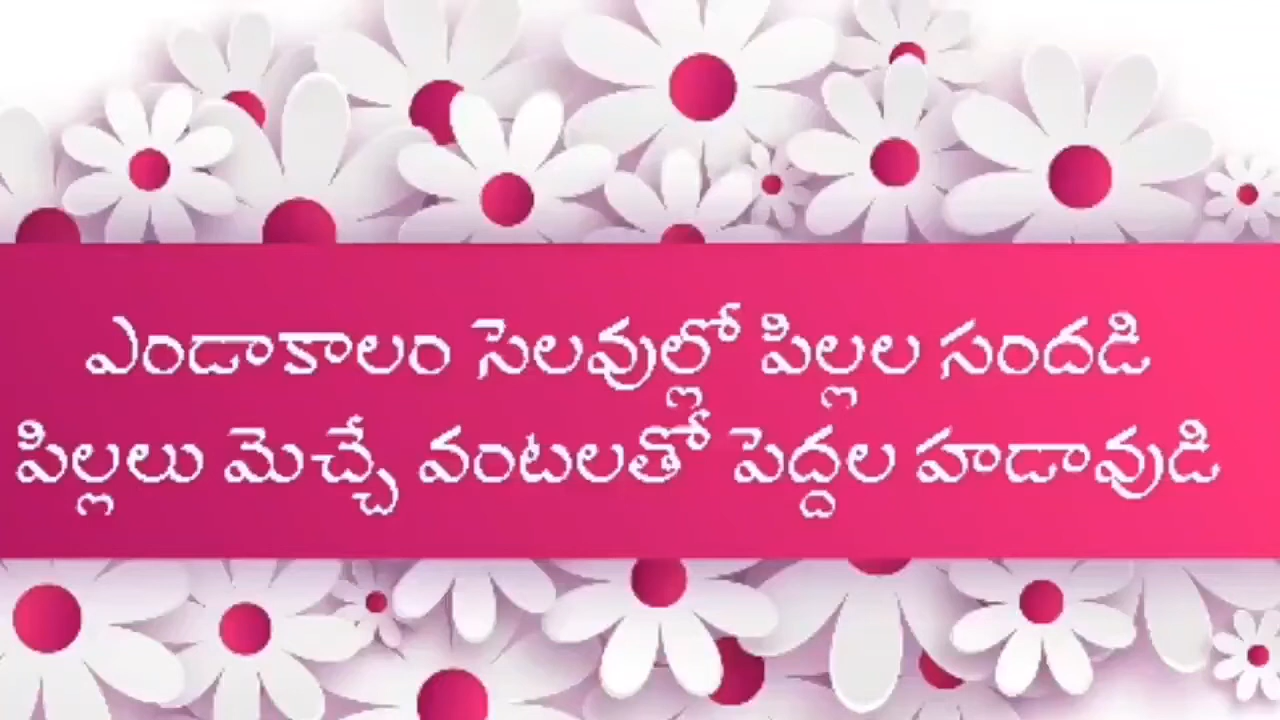 ఎండాకాలం సెలవుల్లో పిల్లల సందడి
పిల్లలు మెచ్చే వంటలతో పెద్దల హడావుడి